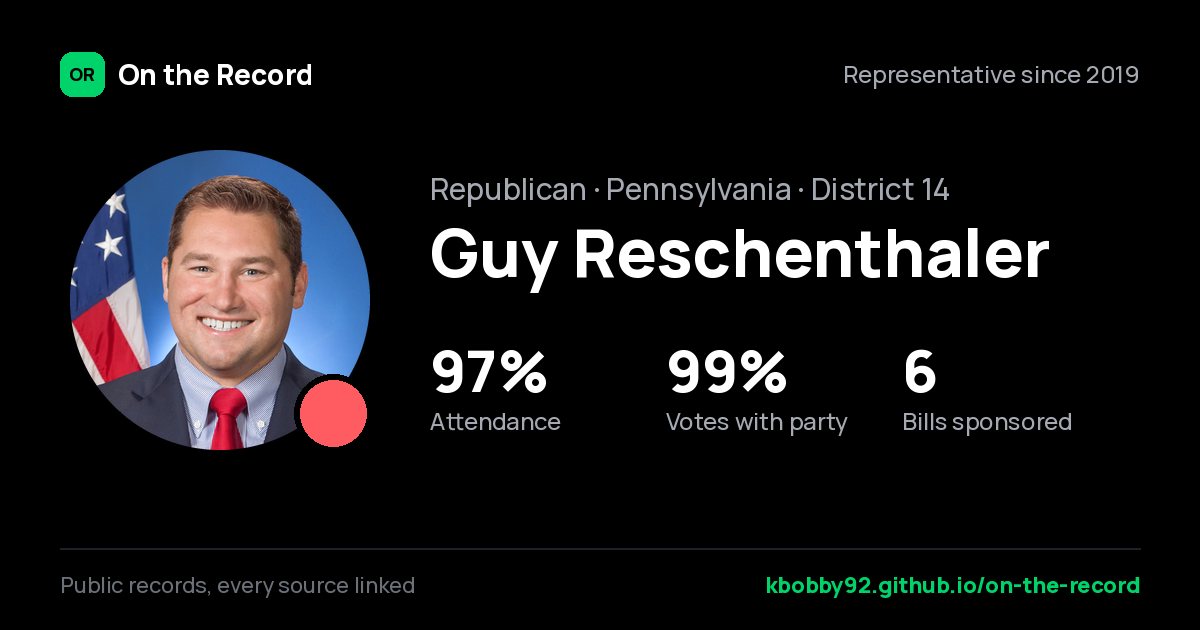 OR On the Record
Representative since 2019
Republican · Pennsylvania · District 14
Guy Reschenthaler
97% 99% 6
Attendance Votes with party Bills sponsored
Public records, every source linked
kbobby92.github.io/on-the-record